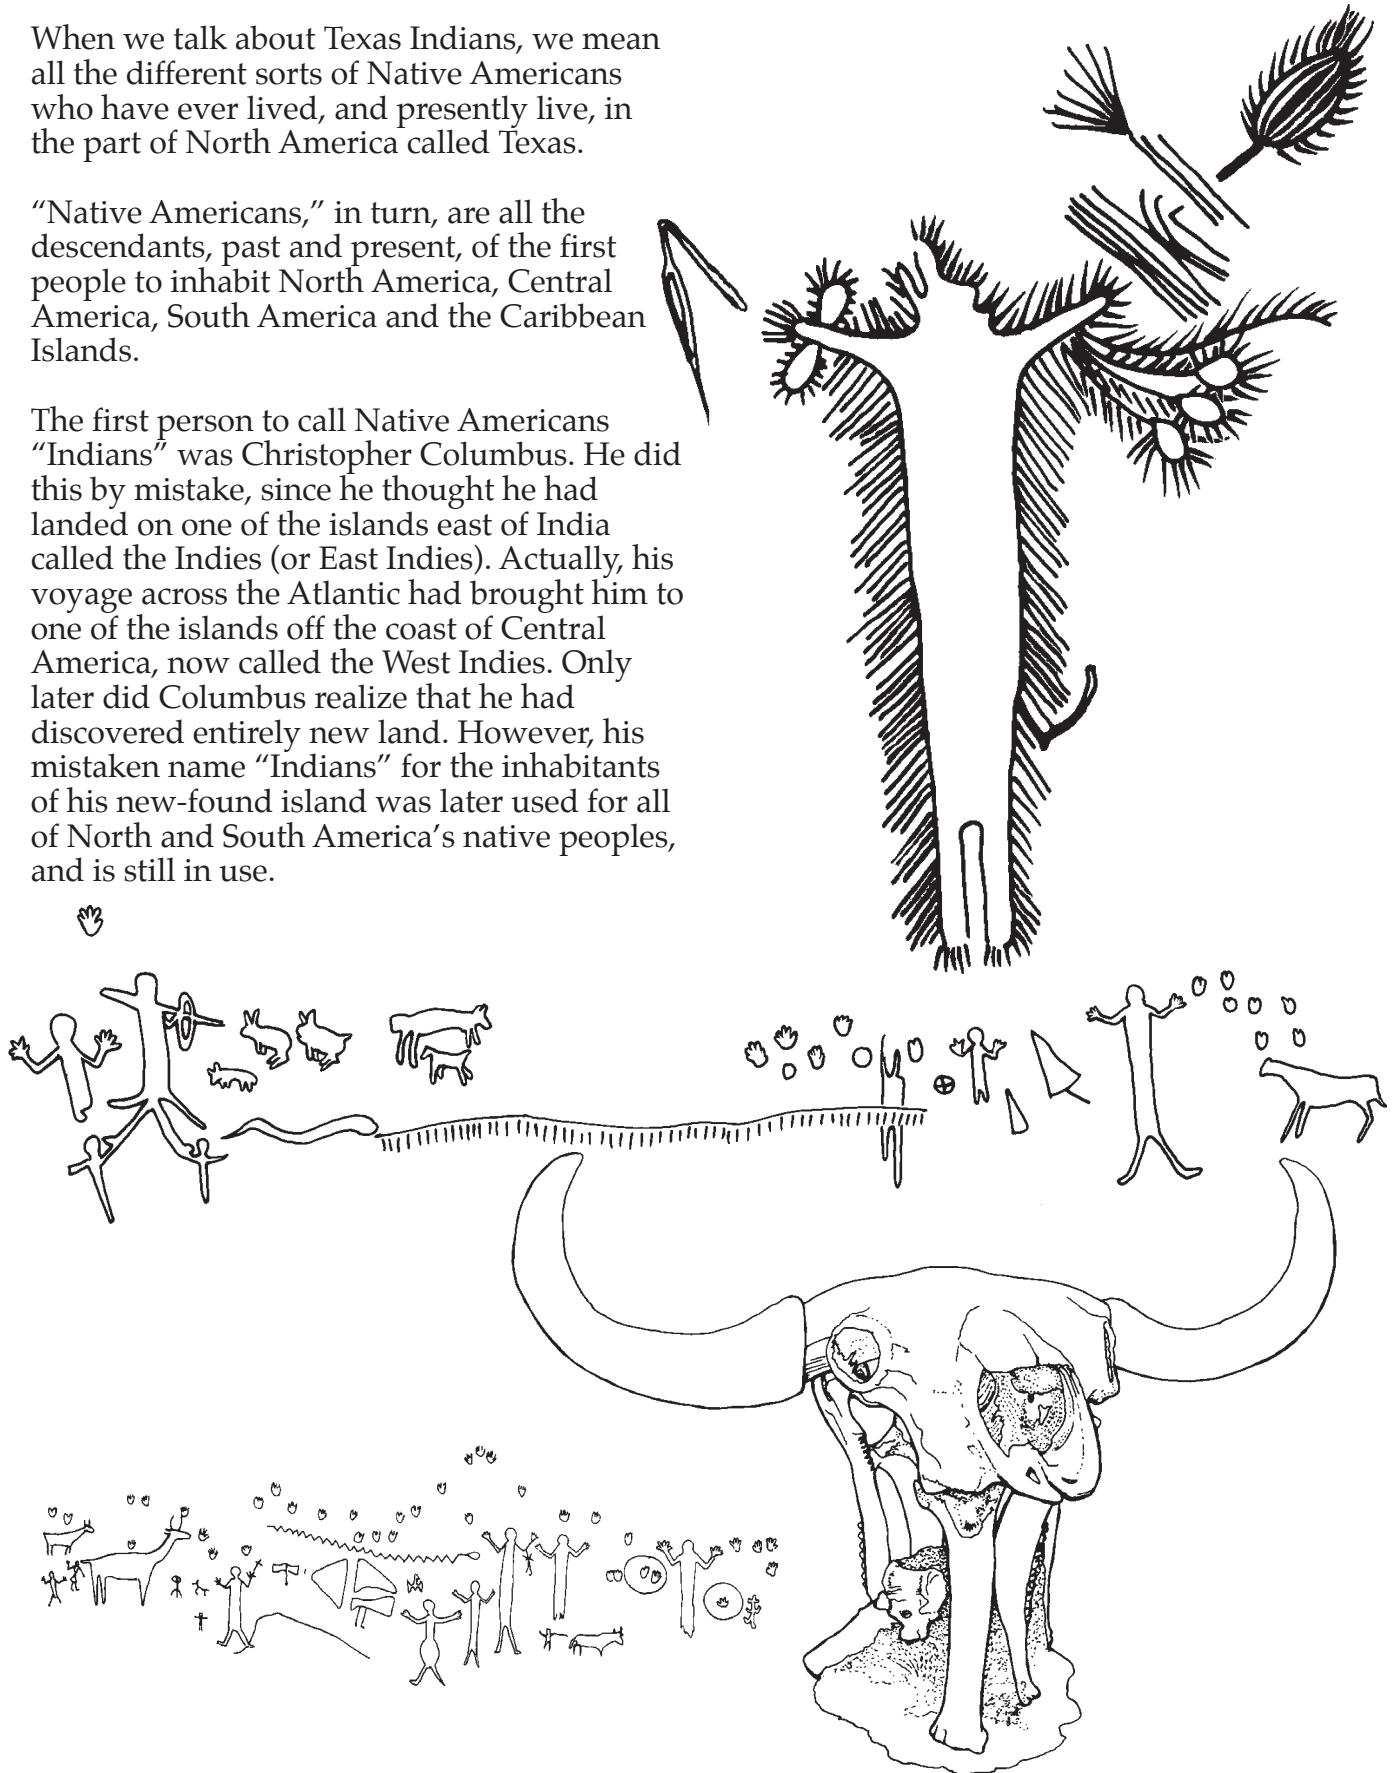 When we talk about Texas Indians, we mean
all the different sorts of Native Americans
who have ever lived, and presently live, in
the part of North America called Texas.
“Native Americans,” in turn, are all the
descendants, past and present, of the first
people to inhabit North America, Central
America, South America and the Caribbean
Islands.
The first person to call Native Americans
“Indians” was Christopher Columbus. He did
this by mistake, since he thought he had
landed on one of the islands east of India
called the Indies (or East Indies). Actually, his
voyage across the Atlantic had brought him to
one of the islands off the coast of Central
America, now called the West Indies. Only
later did Columbus realize that he had
discovered entirely new land. However, his
mistaken name “Indians” for the inhabitants
of his new-found island was later used for all
of North and South America’s native peoples,
and is still in use.